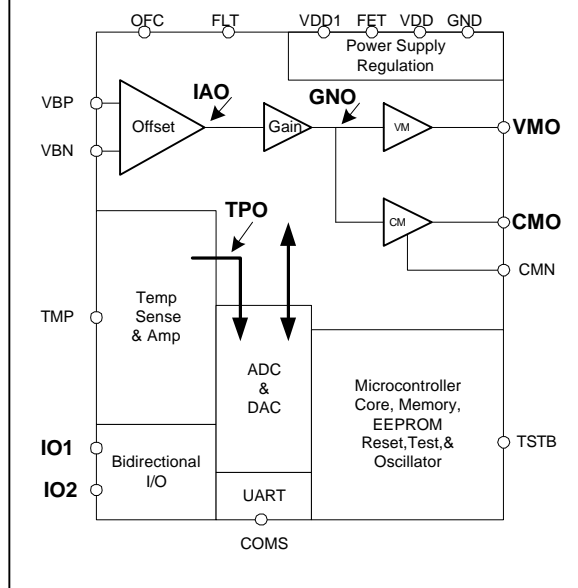 OFC
FLT
VDD1
FET
VDD
GND
Power Supply
Regulation
VBP
VBN
Offset
IAO
Gain
GNO
VM
VMO
CM
CMO
CMN
TPO
TMP
Temp
Sense
& Amp
ADC
&
DAC
Microcontroller
Core, Memory,
EEPROM
Reset,Test,&
Oscillator
TSTB
IO1
IO2
Bidirectional
I/O
UART
COMS